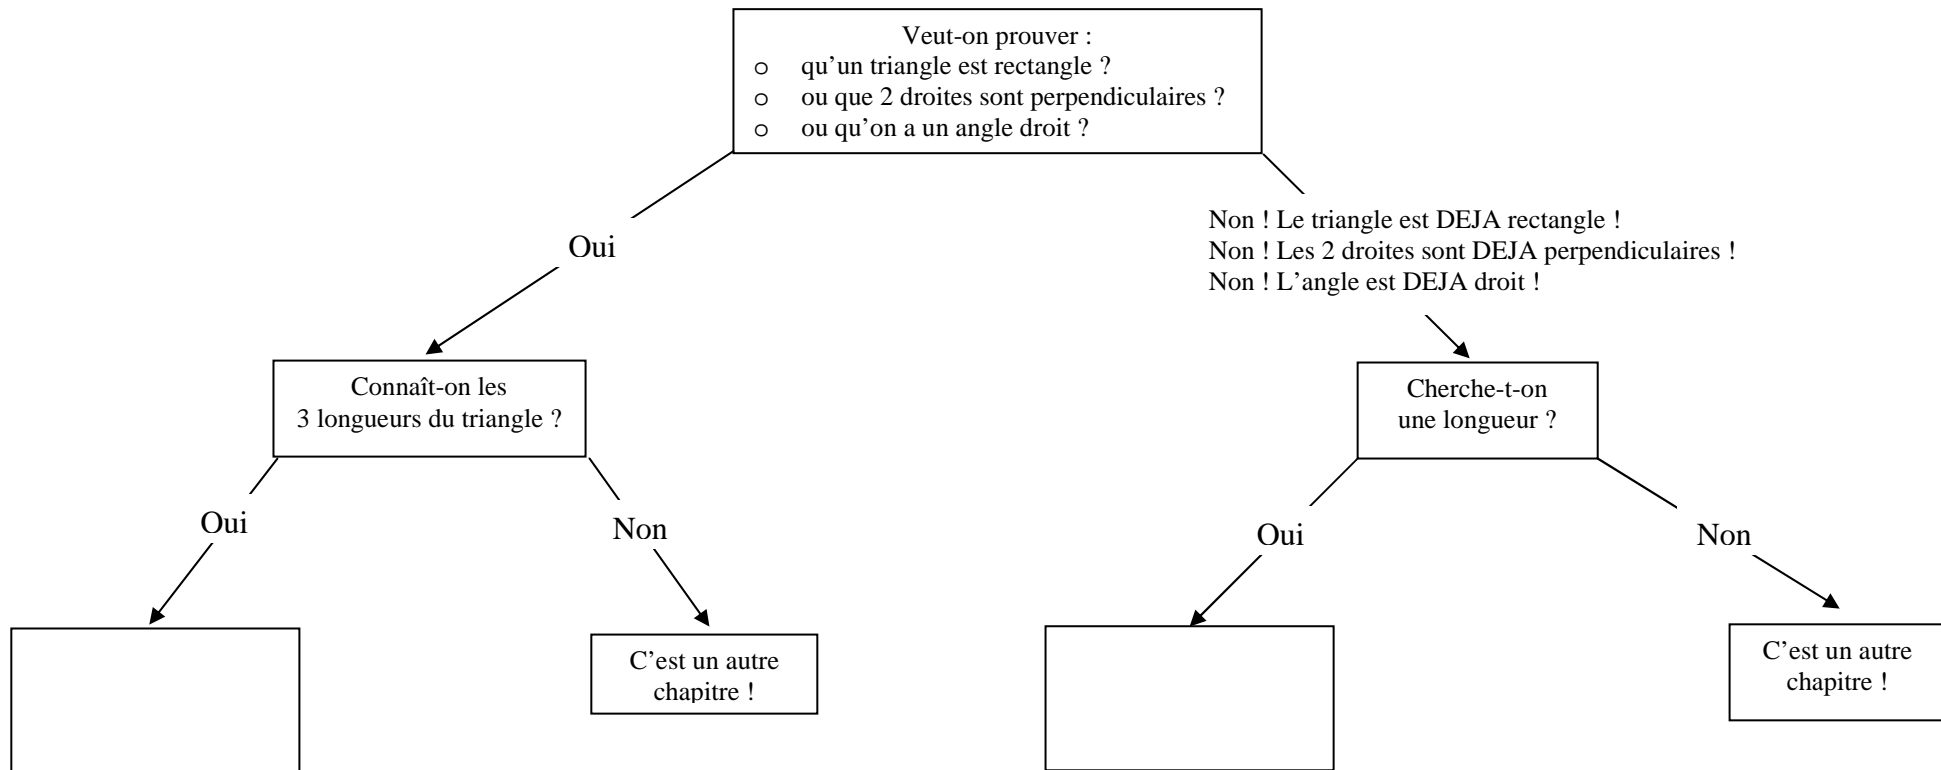 Veut-on prouver :
o qu’un triangle est rectangle ?
o ou que 2 droites sont perpendiculaires ?
o ou qu’on a un angle droit ?
Oui
Non ! Le triangle est DEJA rectangle !
Non ! Les 2 droites sont DEJA perpendiculaires !
Non ! L’angle est DEJA droit !
Connaît-on les
3 longueurs du triangle ?
Cherche-t-on
une longueur ?
Oui
Non
Oui
Non
C’est un autre
chapitre !
C’est un autre
chapitre !